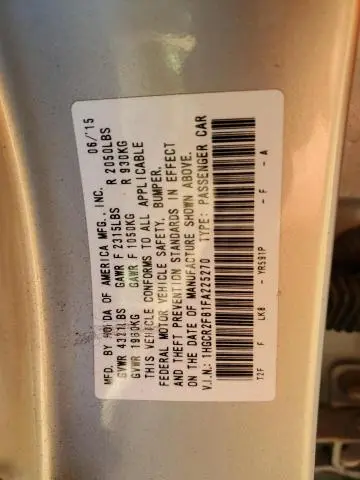 MFD. BY HONDA OF AMERICA MFG., INC. 06/15
GVWR 4321LBS GAWR F 2315LBS R 2050LBS
GVWR 1960KG GAWR F 1050KG R 930KG
THIS VEHICLE CONFORMS TO ALL APPLICABLE
FEDERAL MOTOR VEHICLE SAFETY, BUMPER,
AND THEFT PREVENTION STANDARDS IN EFFECT
ON THE DATE OF MANUFACTURE SHOWN ABOVE.
V.I.N.: 1HGCR2F81FA225270 TYPE: PASSENGER CAR
T2F F LK8 -YR591P -F -A